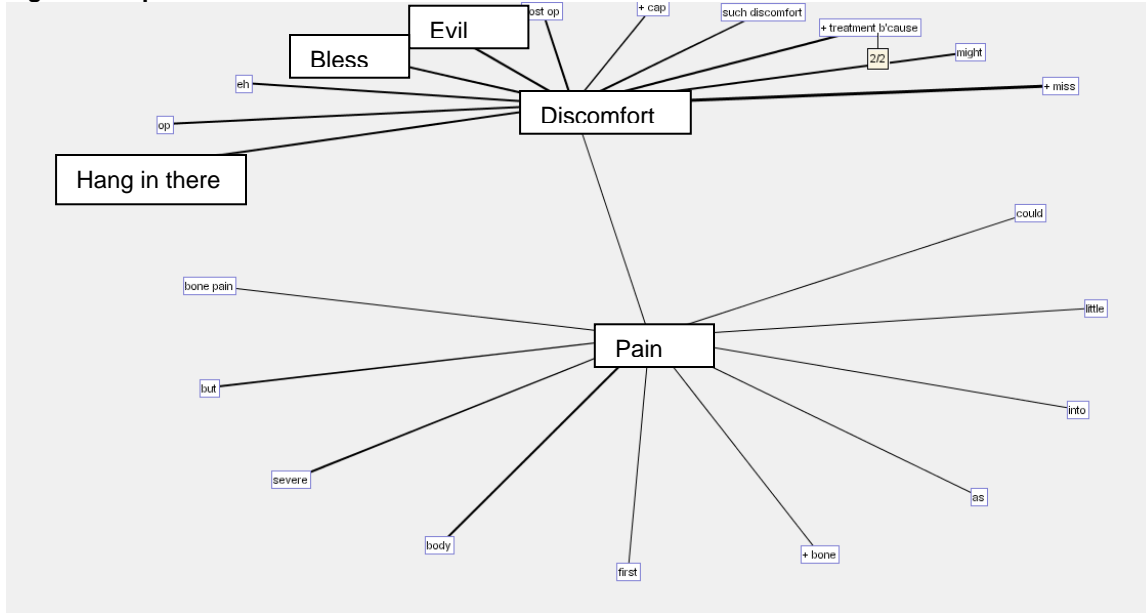 ost op
+ cap
such discomfort
Evil
+ treatment b'cause
Bless
2/2
might
eh
+ miss
Discomfort
op
Hang in there
could
bone pain
little
Pain
but
into
severe
as
body
+ bone
first